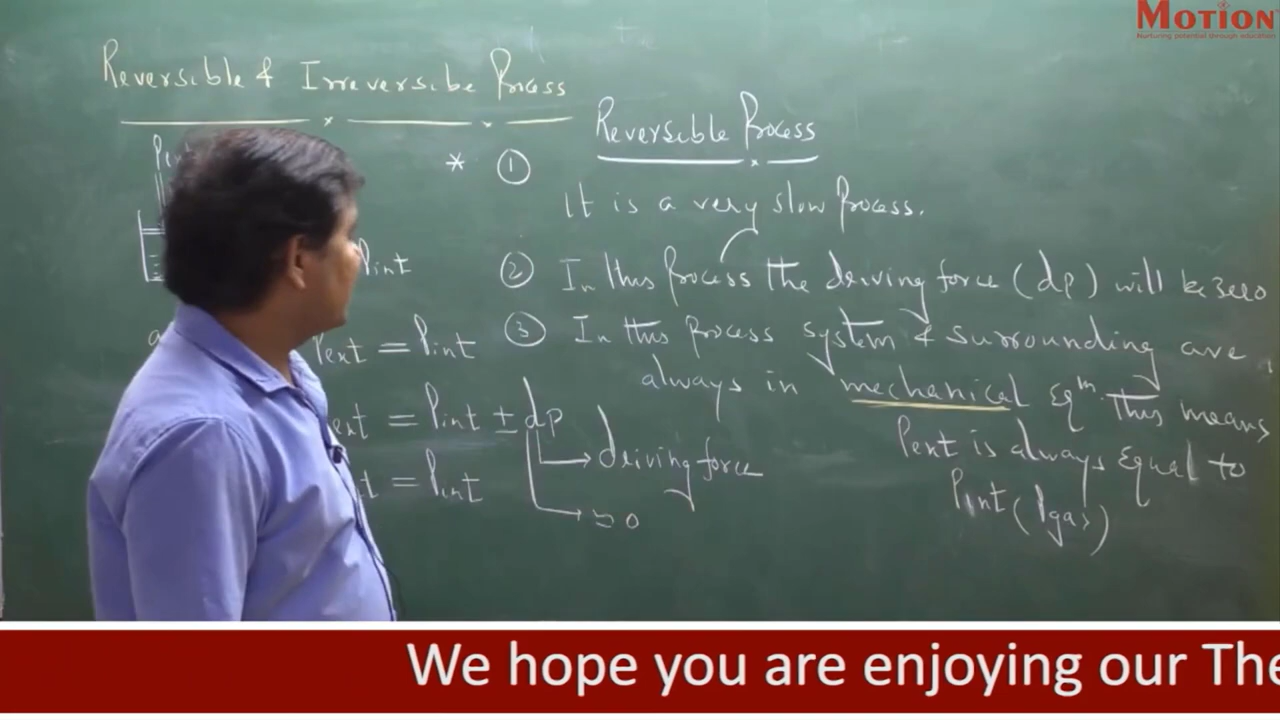 MOTION
Nurturing potential through education
Reversible & Irreversibe Process
Reversible Process
* ①
It is a very slow Process.
Pint
② In this Process the driving force (dp) will be zero
Pext = Pint
③ In this Process system & surrounding are
always in mechanical Eqm. This means
ext = Pint ± dp
Pext is always Equal to
driving force
Pint (Pgas)
t = Pint
≈ 0
We hope you are enjoying our The